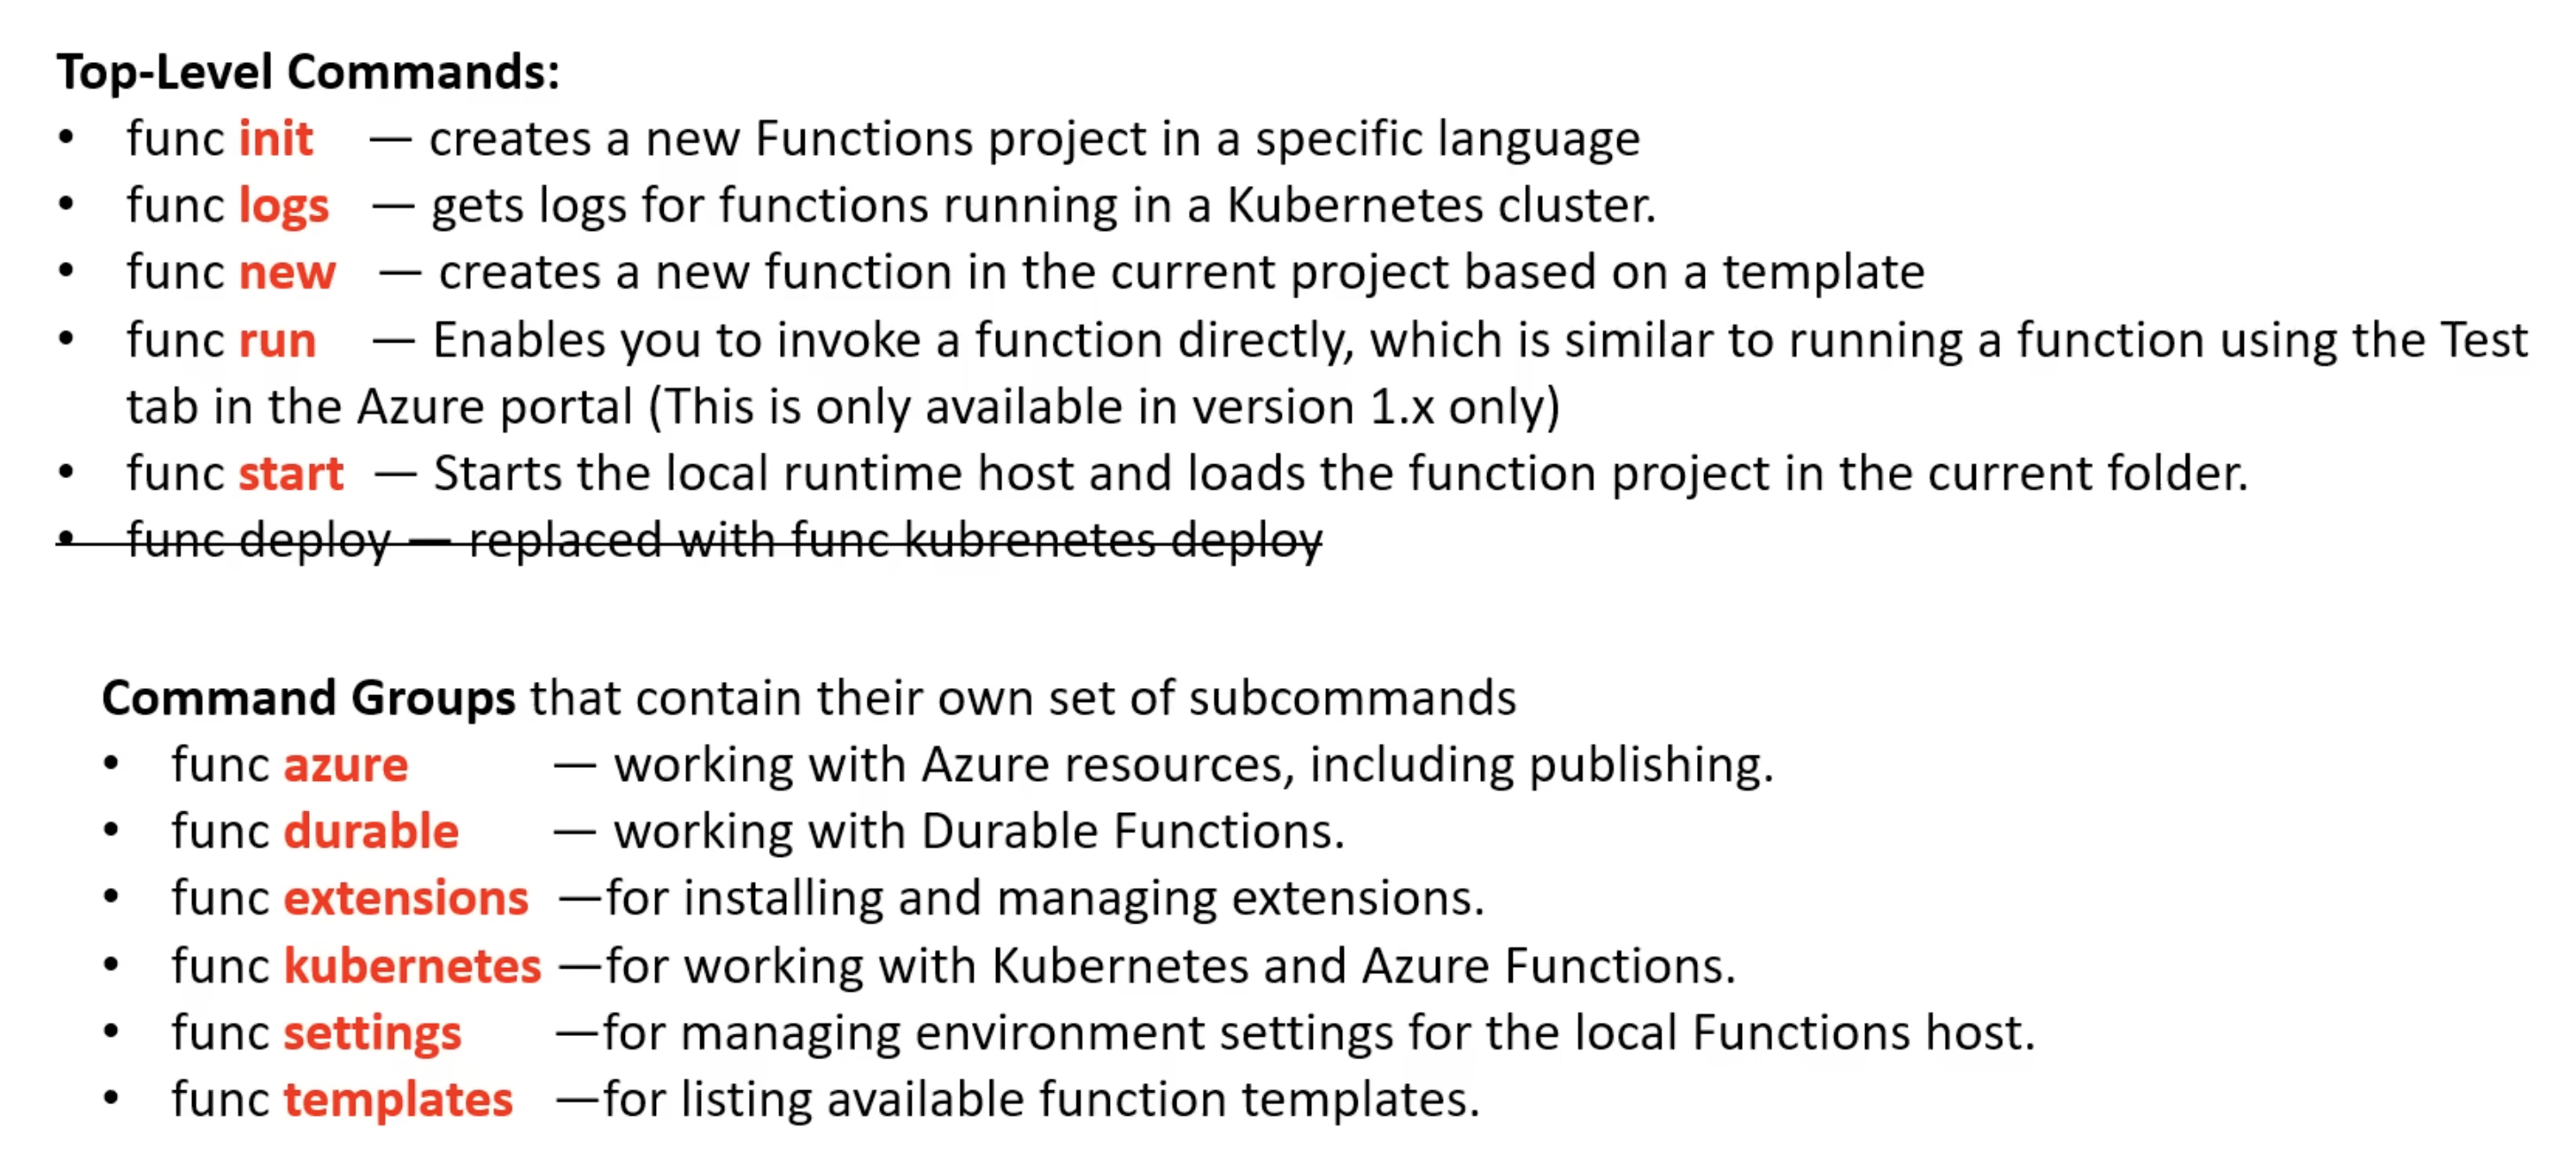 Top-Level Commands:
• func init — creates a new Functions project in a specific language
• func logs — gets logs for functions running in a Kubernetes cluster.
• func new — creates a new function in the current project based on a template
• func run — Enables you to invoke a function directly, which is similar to running a function using the Test
tab in the Azure portal (This is only available in version 1.x only)
• func start — Starts the local runtime host and loads the function project in the current folder.
• func deploy — replaced with func kubrenetes deploy
Command Groups that contain their own set of subcommands
• func azure — working with Azure resources, including publishing.
• func durable — working with Durable Functions.
• func extensions —for installing and managing extensions.
• func kubernetes —for working with Kubernetes and Azure Functions.
• func settings —for managing environment settings for the local Functions host.
• func templates —for listing available function templates.